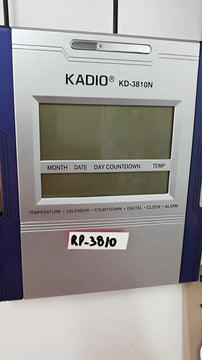 KADIO® KD-3810N
MONTH DATE DAY COUNTDOWN TEMP
TEMPERATURE - CALENDAR - COUNTDOWN - DIGITAL - CLOCK - ALARM
RP-3810